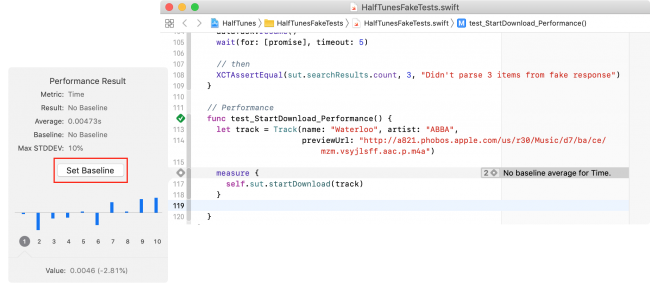 HalfTunesFakeTests.swift
HalfTunes
HalfTunesFakeTests
HalfTunesFakeTests.swift
test_StartDownload_Performance()
104
105 wait(for: [promise], timeout: 5)
106
107 // then
108 XCTAssertEqual(sut.searchResults.count, 3, "Didn't parse 3 items from fake response")
109 }
110
111 // Performance
func test_StartDownload_Performance() {
113 let track = Track(name: "Waterloo", artist: "ABBA",
114 previewUrl: "http://a821.phobos.apple.com/us/r30/Music/d7/ba/ce/
mzm.vsyjlsff.aac.p.m4a")
115
measure {
2 No baseline average for Time.
117 self.sut.startDownload(track)
118 }
119
120 }
Performance Result
Metric: Time
Result: No Baseline
Average: 0.00473s
Baseline: No Baseline
Max STDDEV: 10%
Set Baseline
1 2 3 4 5 6 7 8 9 10
Value: 0.0046 (-2.81%)